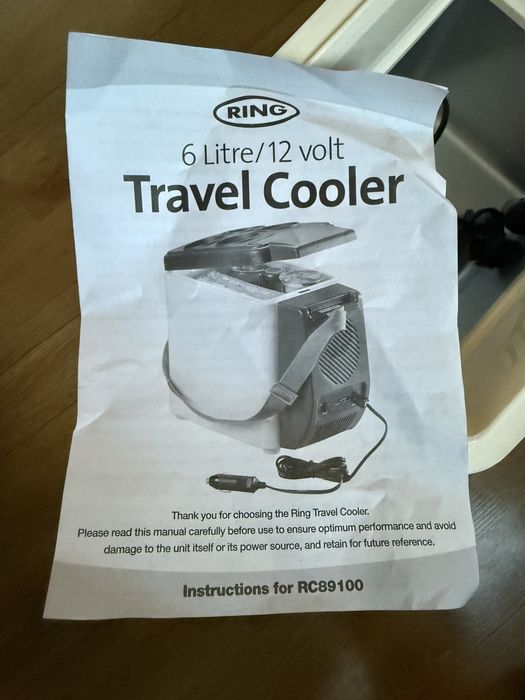 RING
6 Litre/12 volt
Travel Cooler
Thank you for choosing the Ring Travel Cooler.
Please read this manual carefully before use to ensure optimum performance and avoid
damage to the unit itself or its power source, and retain for future reference.
Instructions for RC89100